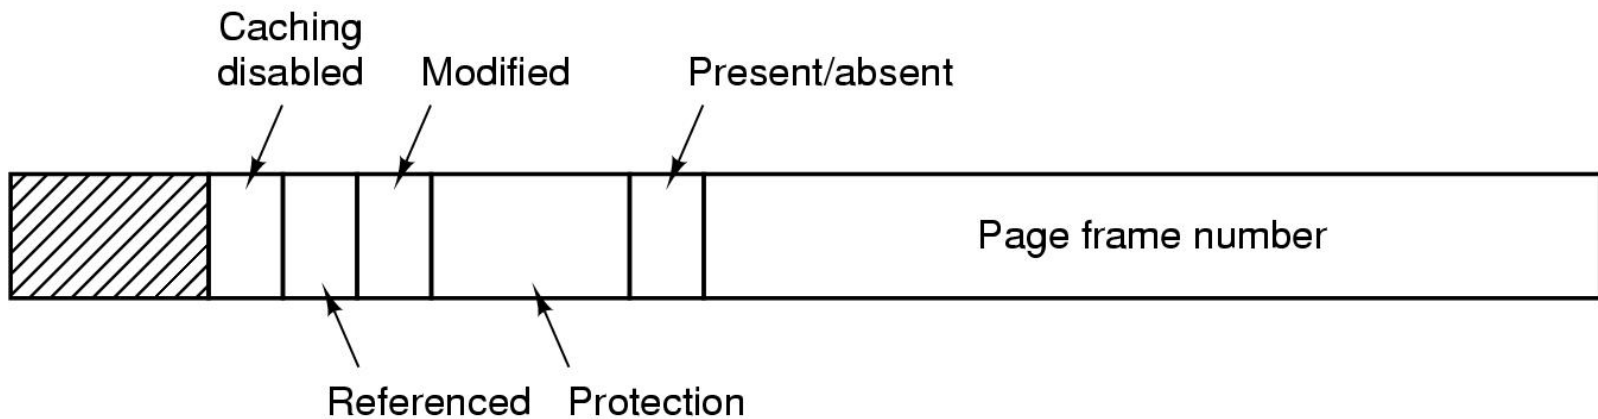 Caching
disabled
Modified
Present/absent
Page frame number
Referenced
Protection